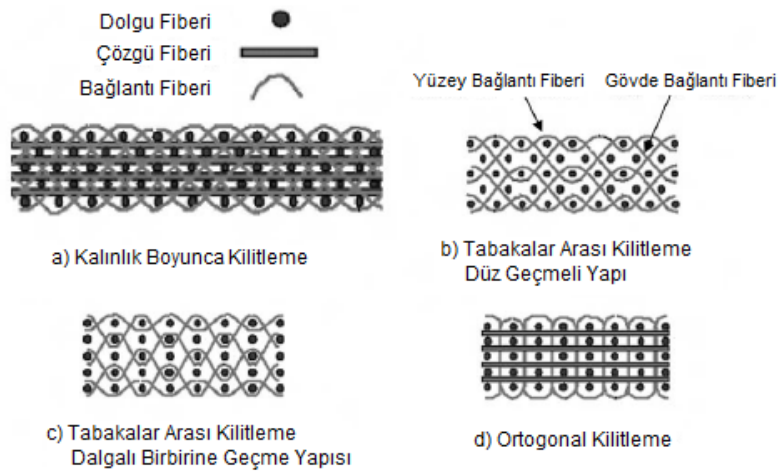 Dolgu Fiberi
Çözgü Fiberi
Bağlantı Fiberi
Yüzey Bağlantı Fiberi
Gövde Bağlantı Fiberi
a) Kalınlık Boyunca Kilitleme
b) Tabakalar Arası Kilitleme
Düz Geçmeli Yapı
c) Tabakalar Arası Kilitleme
Dalgalı Birbirine Geçme Yapısı
d) Ortogonal Kilitleme